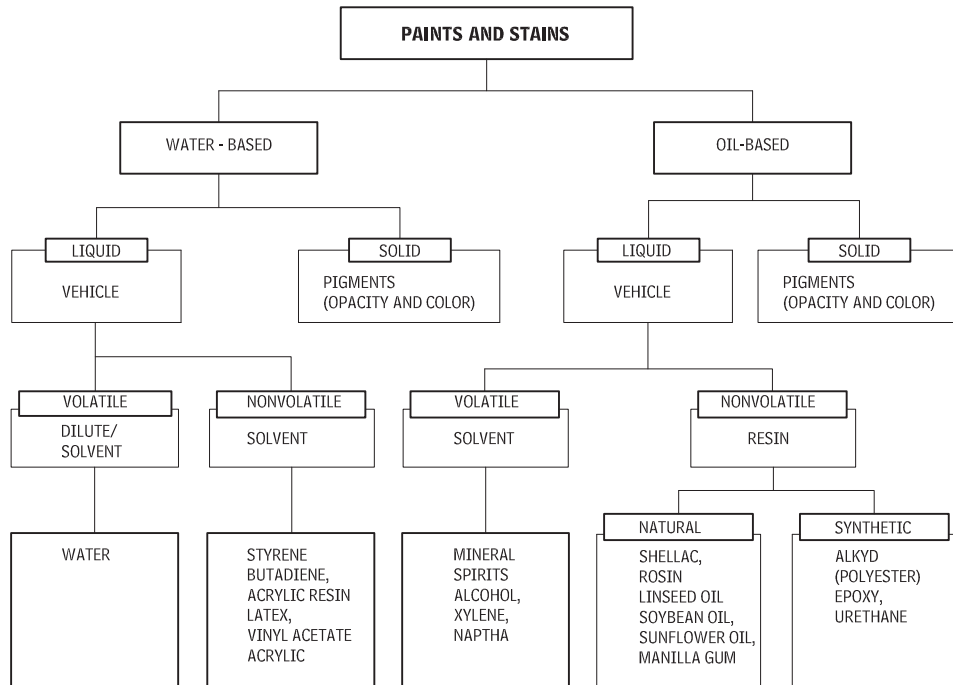 PAINTS AND STAINS
WATER - BASED
OIL-BASED
LIQUID
VEHICLE
SOLID
PIGMENTS
(OPACITY AND COLOR)
LIQUID
VEHICLE
SOLID
PIGMENTS
(OPACITY AND COLOR)
VOLATILE
DILUTE/
SOLVENT
NONVOLATILE
SOLVENT
VOLATILE
SOLVENT
NONVOLATILE
RESIN
WATER
STYRENE
BUTADIENE,
ACRYLIC RESIN
LATEX,
VINYL ACETATE
ACRYLIC
MINERAL
SPIRITS
ALCOHOL,
XYLENE,
NAPTHA
NATURAL
SHELLAC,
ROSIN
LINSEED OIL
SOYBEAN OIL,
SUNFLOWER OIL,
MANILLA GUM
SYNTHETIC
ALKYD
(POLYESTER)
EPOXY,
URETHANE